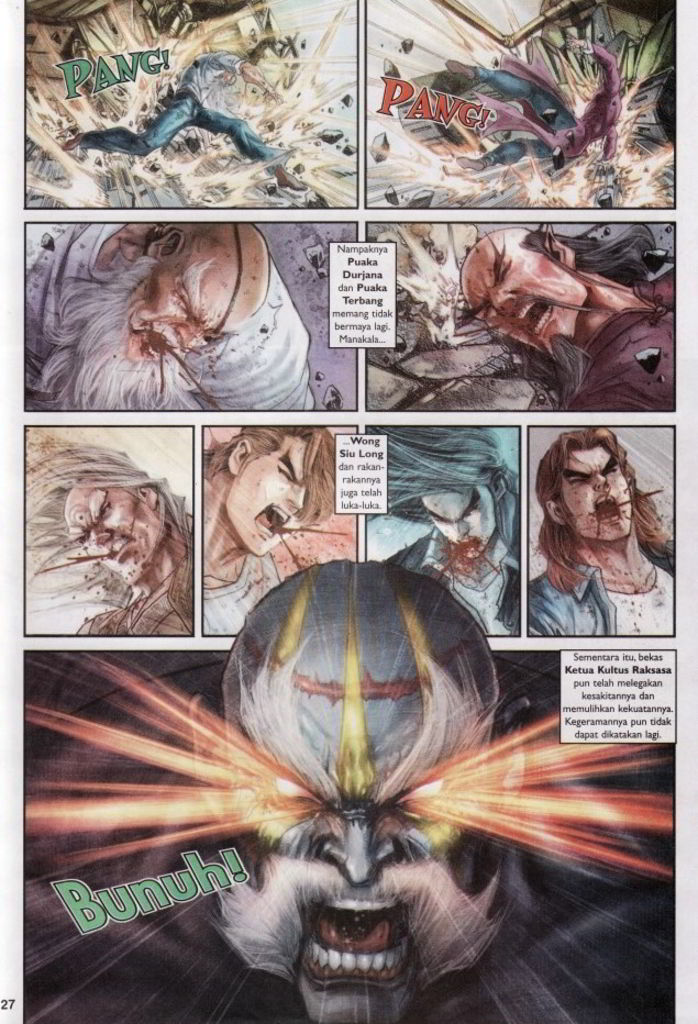 PANG!
PANG!
Nampaknya
Puaka
Durjana
dan Puaka
Terbang
memang tidak
bermaya lagi.
Manakala...
...Wong
Siu Long
dan rakan-
rakannya
juga telah
luka-luka.
Sementara itu, bekas
Ketua Kultus Raksasa
pun telah melegakan
kesakitannya dan
memulihkan kekuatannya.
Kegeramannya pun tidak
dapat dikatakan lagi.
Bunuh!
27